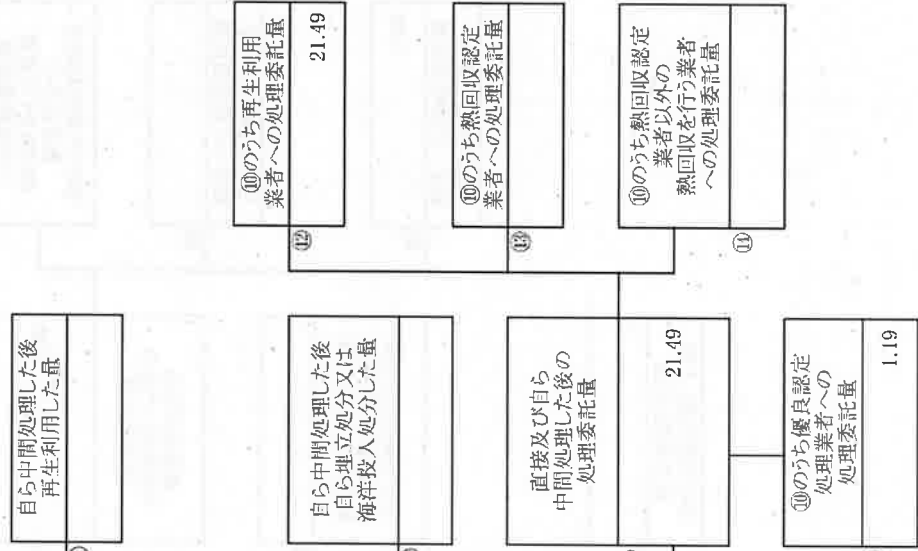 自ら中間処理した後
再生利用した量
自ら中間処理した後
自ら埋立処分又は
海洋投入処分した量
直接及び自ら
中間処理した後の
処理委託量
21.49
⑩のうち優良認定
処理業者への
処理委託量
1.19
⑩のうち再生利用
業者への処理委託量
⑫
21.49
⑩のうち熱回収認定
業者への処理委託量
⑬
⑩のうち熱回収認定
業者以外の
熱回収を行う業者
への処理委託量
⑭